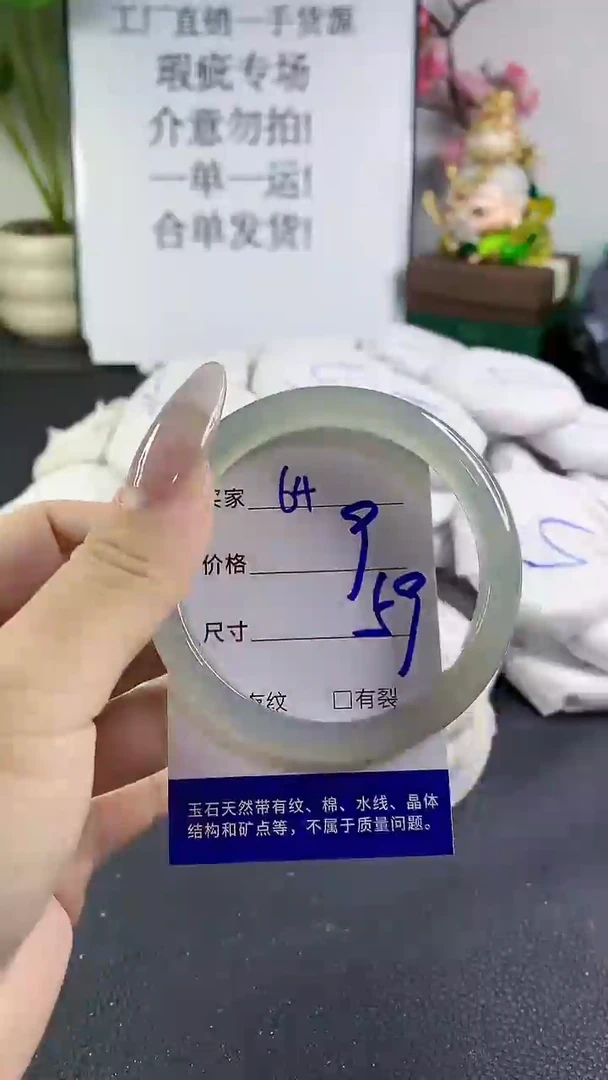 工厂直销一手货源
瑕疵专场
介意勿拍!
一单一运!
合单发货!
买家 64
价格 9
尺寸 59
有纹 □有裂
玉石天然带有纹、棉、水线、晶体
结构和矿点等，不属于质量问题。